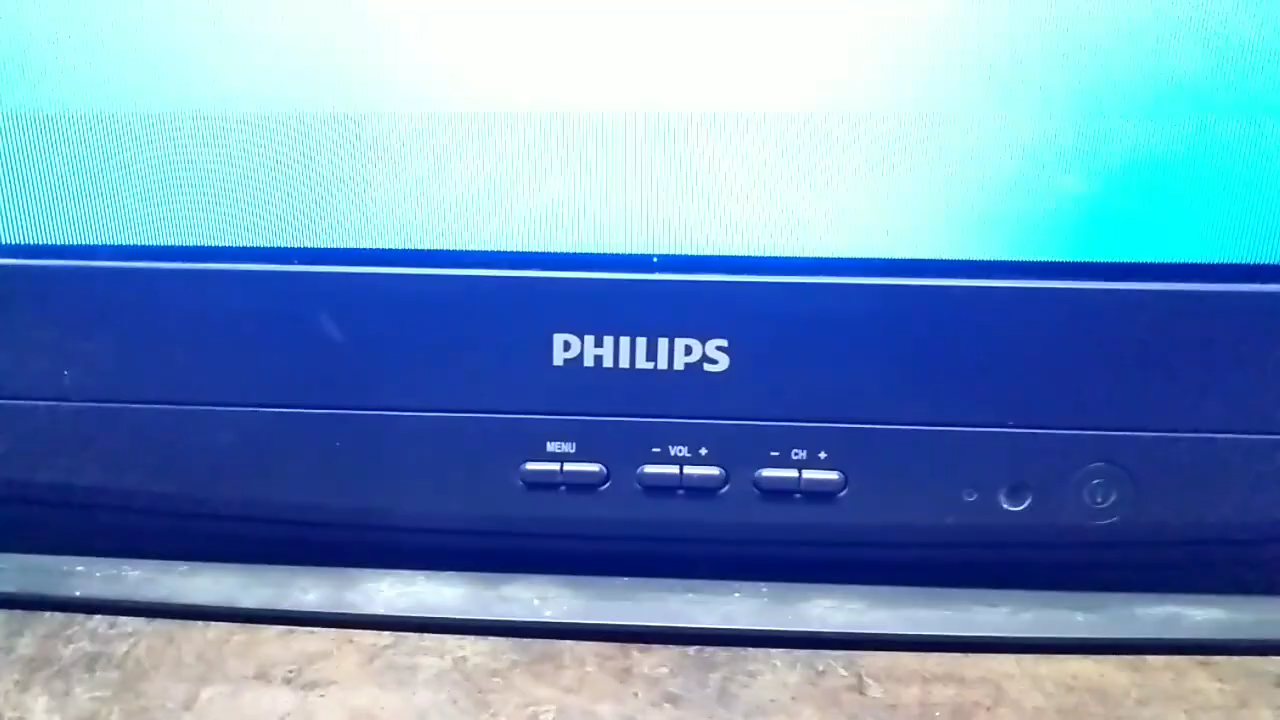 PHILIPS
MENU
- VOL +
- CH +